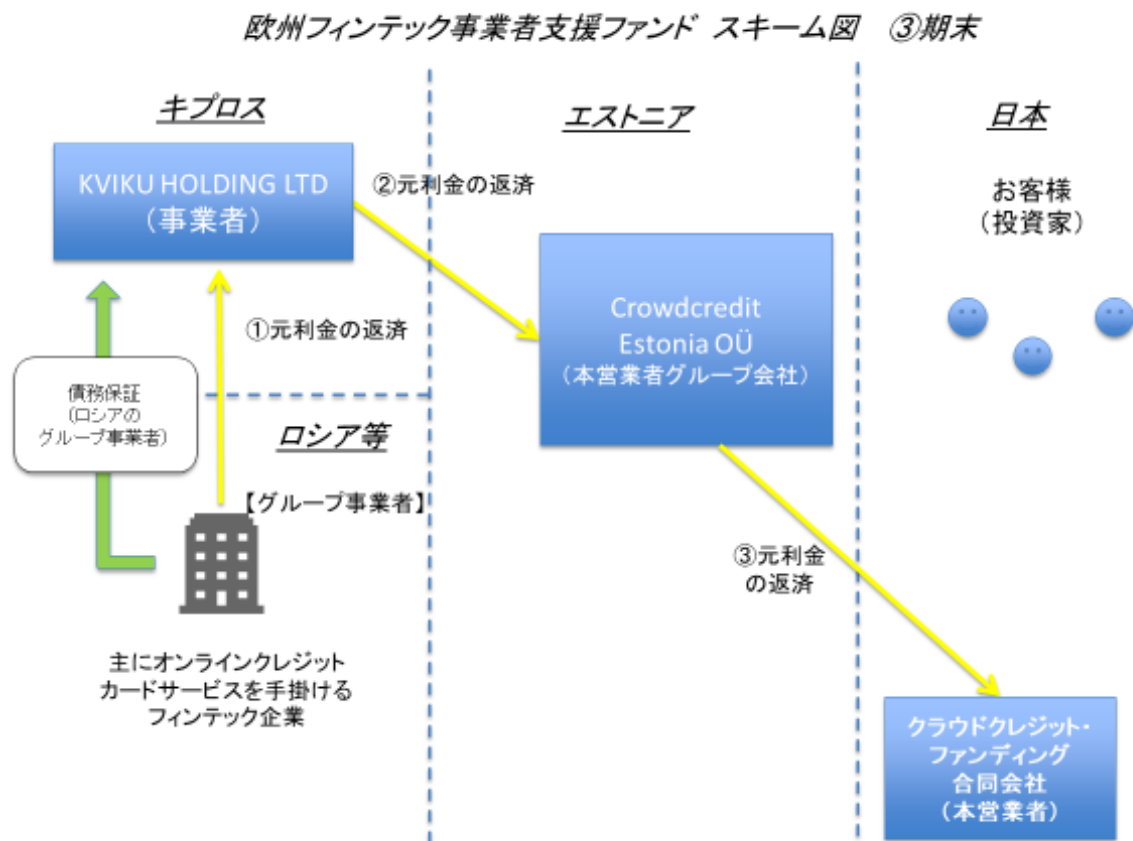 欧州フィンテック事業者支援ファンド スキーム図 ③期末
キプロス
エストニア
日本
KVIKU HOLDING LTD
（事業者）
②元利金の返済
お客様
（投資家）
Crowdcredit
Estonia OÜ
（本営業者グループ会社）
①元利金の返済
債務保証
（ロシアの
グループ事業者）
ロシア等
【グループ事業者】
③元利金
の返済
主にオンラインクレジット
カードサービスを手掛ける
フィンテック企業
クラウドクレジット・
ファンディング
合同会社
（本営業者）